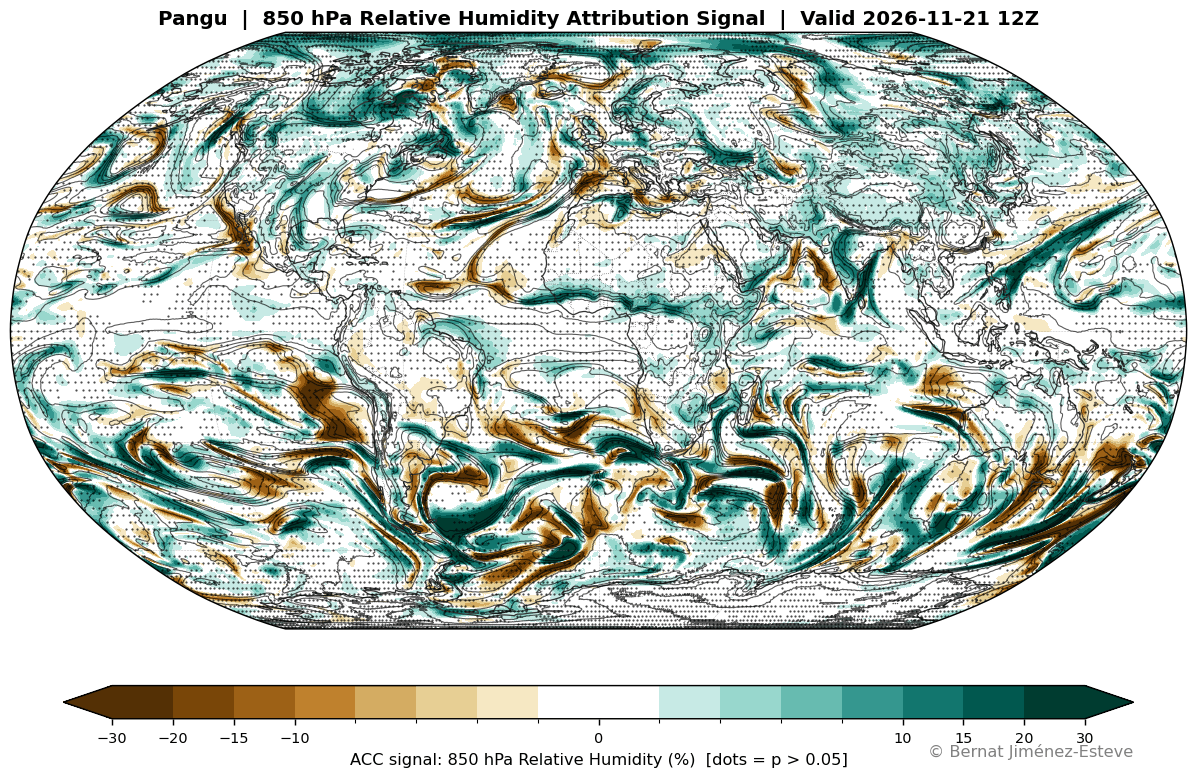 Pangu | 850 hPa Relative Humidity Attribution Signal | Valid 2026-11-21 12Z
−30 −20 −15 −10 0 10 15 20 30
ACC signal: 850 hPa Relative Humidity (%) [dots = p > 0.05]
© Bernat Jiménez-Esteve